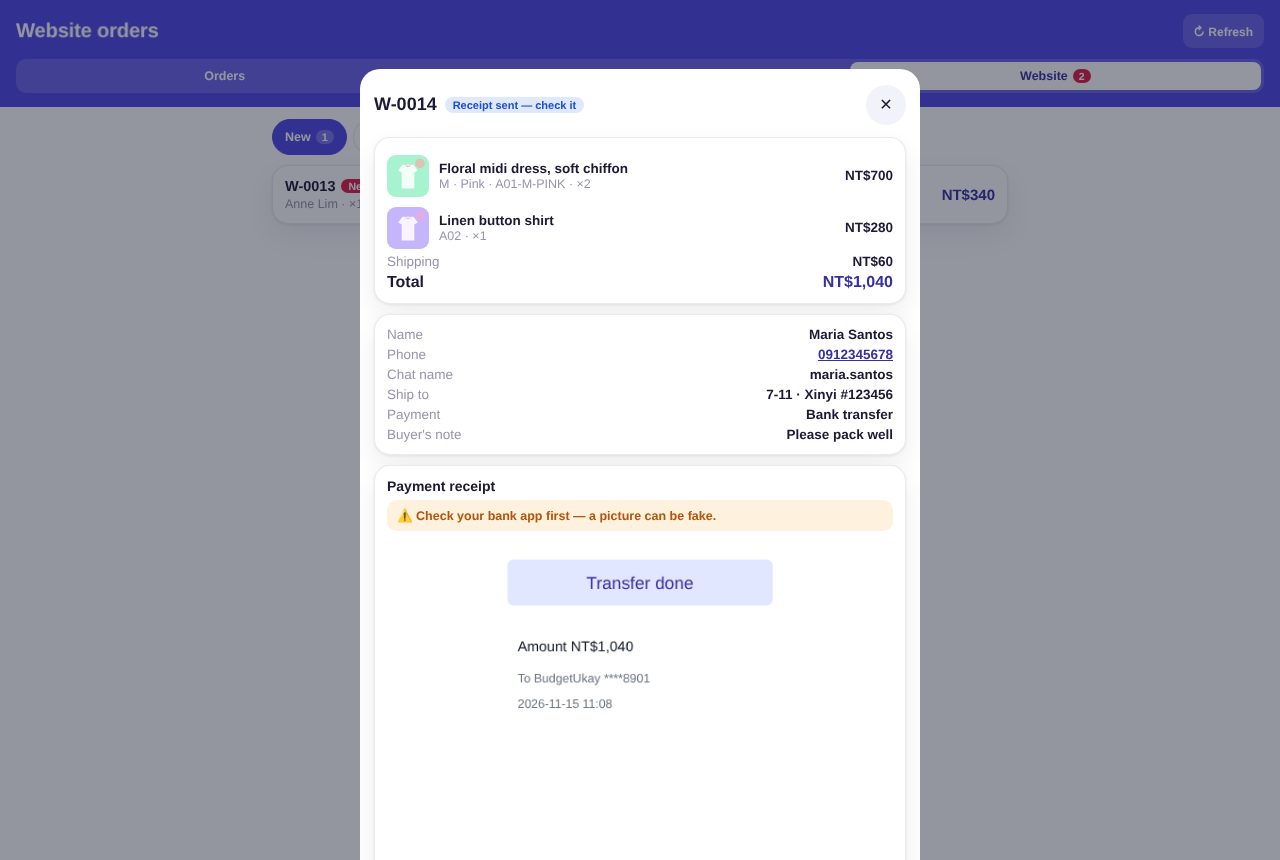 Website orders
↻ Refresh
Orders
Website 2
W-0014 Receipt sent — check it
✕
New 1
Floral midi dress, soft chiffon
M · Pink · A01-M-PINK · ×2
NT$700
W-0013
Anne Lim · ×1
NT$340
Linen button shirt
A02 · ×1
NT$280
Shipping NT$60
Total NT$1,040
Name Maria Santos
Phone 0912345678
Chat name maria.santos
Ship to 7-11 · Xinyi #123456
Payment Bank transfer
Buyer's note Please pack well
Payment receipt
⚠️ Check your bank app first — a picture can be fake.
Transfer done
Amount NT$1,040
To BudgetUkay ****8901
2026-11-15 11:08